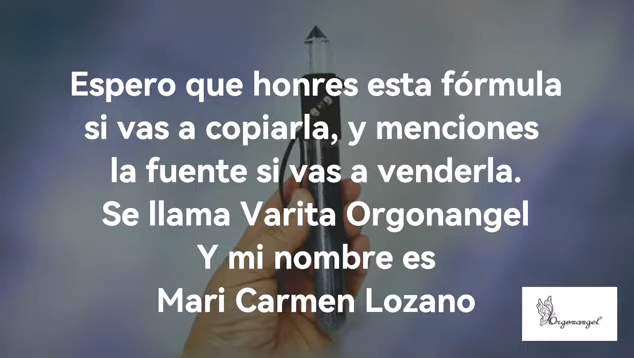 Espero que honres esta fórmula
si vas a copiarla, y menciones
la fuente si vas a venderla.
Se llama Varita Orgonangel
Y mi nombre es
Mari Carmen Lozano
Orgonangel